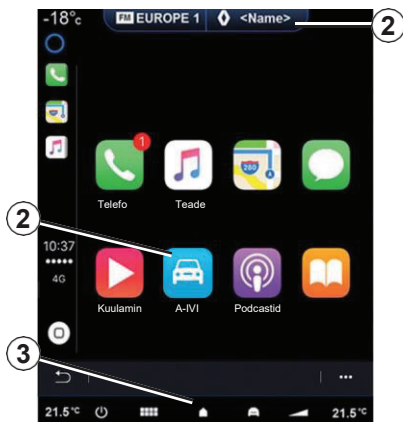 -18°c FM EUROPE 1 <Name>
2
1
280
Telefo Teade
2
10:37
4G
Kuulamin A-IVI Podcastid
3
21.5°C 21.5°C